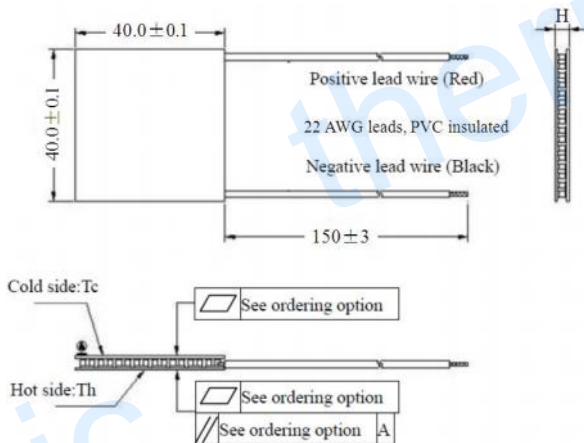 40.0±0.1
H
40.0±0.1
Positive lead wire (Red)
22 AWG leads, PVC insulated
Negative lead wire (Black)
150±3
Cold side:Tc
See ordering option
A
Hot side:Th
See ordering option
See ordering option A